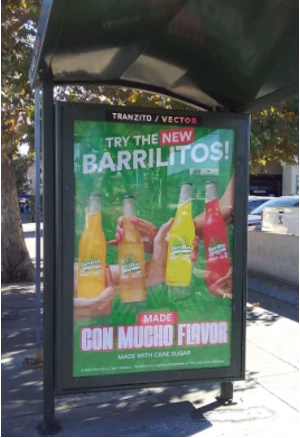 TRANZITO / VECTOR
TRY THE NEW
BARRILITOS!
MADE
CON MUCHO FLAVOR
MADE WITH CANE SUGAR